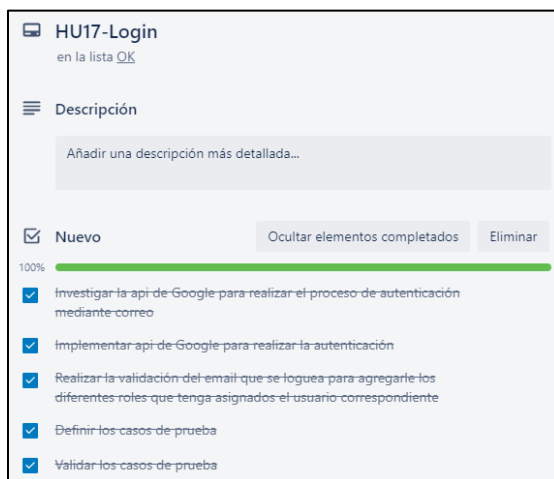 HU17-Login
en la lista OK
Descripción
Añadir una descripción más detallada...
Nuevo Ocultar elementos completados Eliminar
100%
Investigar la api de Google para realizar el proceso de autenticación
mediante correo
Implementar api de Google para realizar la autenticación
Realizar la validación del email que se loguea para agregarle los
diferentes roles que tenga asignados el usuario correspondiente
Definir los casos de prueba
Validar los casos de prueba